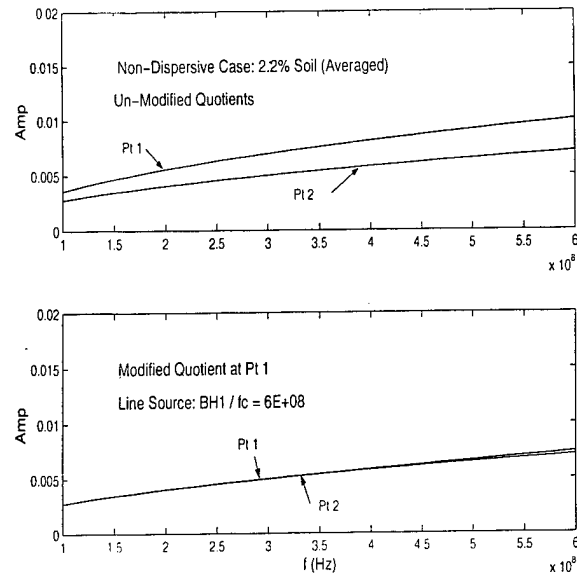 0.02
Non-Dispersive Case: 2.2% Soil (Averaged)
0.015
Un-Modified Quotients
Amp
0.01
Pt 1
0.005
Pt 2
0
1 1.5 2 2.5 3 3.5 4 4.5 5 5.5 6
x 10^8
0.02
0.015
Modified Quotient at Pt 1
Line Source: BH1 / fc = 6E+08
Amp
0.01
Pt 1
0.005
Pt 2
0
1 1.5 2 2.5 3 3.5 4 4.5 5 5.5 6
f (Hz)
x 10^8